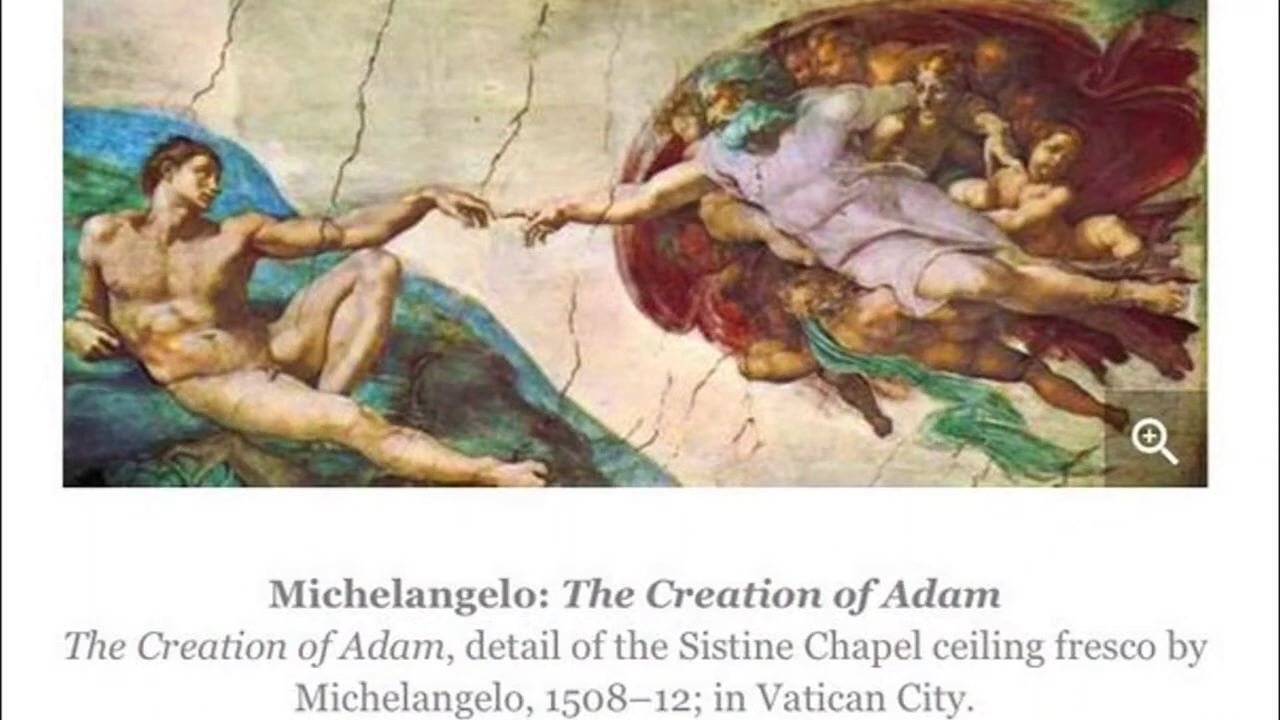 Michelangelo: The Creation of Adam
The Creation of Adam, detail of the Sistine Chapel ceiling fresco by
Michelangelo, 1508–12; in Vatican City.